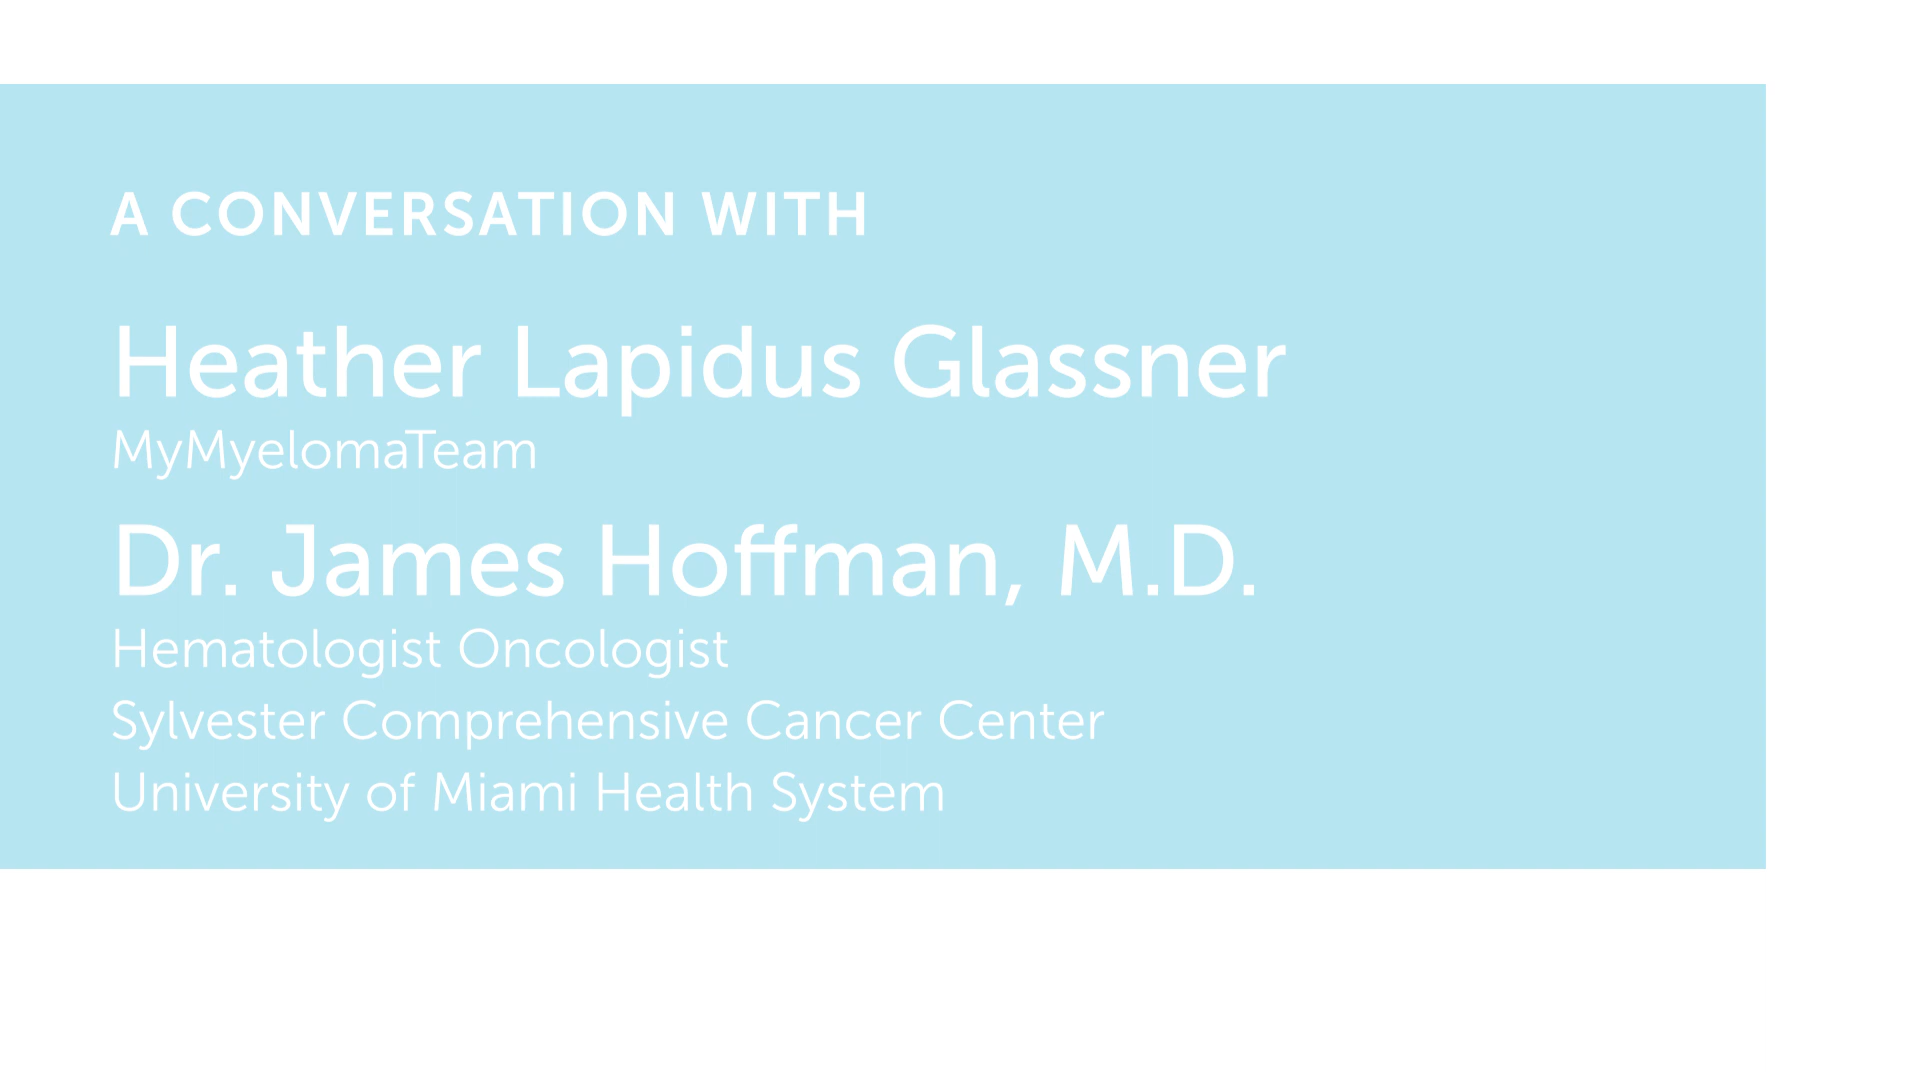 A CONVERSATION WITH
Heather Lapidus Glassner
MyMyelomaTeam
Dr. James Hoffman, M.D.
Hematologist Oncologist
Sylvester Comprehensive Cancer Center
University of Miami Health System